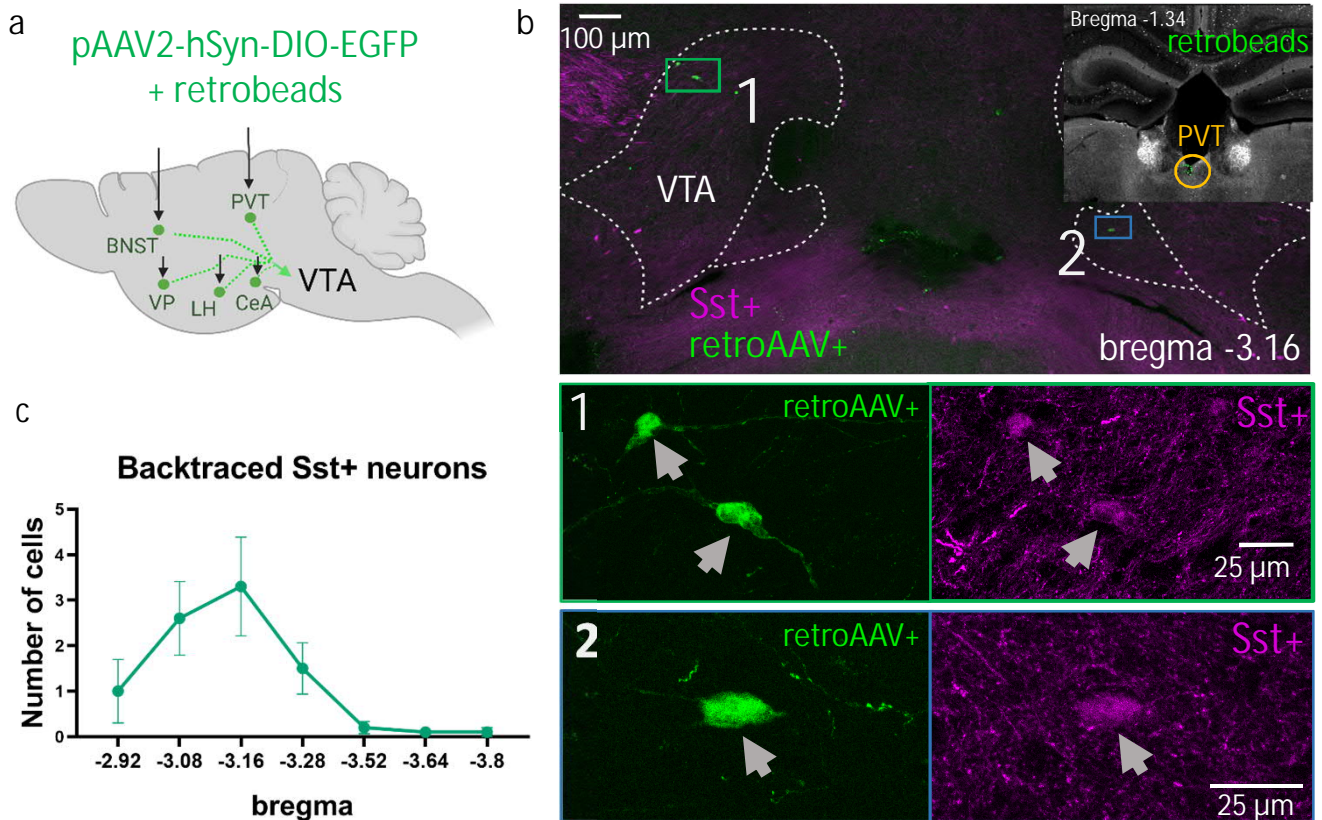 a
pAAV2-hSyn-DIO-EGFP
+ retrobeads
PVT
BNST
VP
LH
CeA
VTA
b
100 µm
1
VTA
Bregma -1.34
retrobeads
PVT
2
Sst+
retroAAV+
bregma -3.16
1
retroAAV+
Sst+
25 µm
2
retroAAV+
Sst+
25 µm
c
Backtraced Sst+ neurons
Number of cells
5
4
3
2
1
0
-2.92 -3.08 -3.16 -3.28 -3.52 -3.64 -3.8
bregma